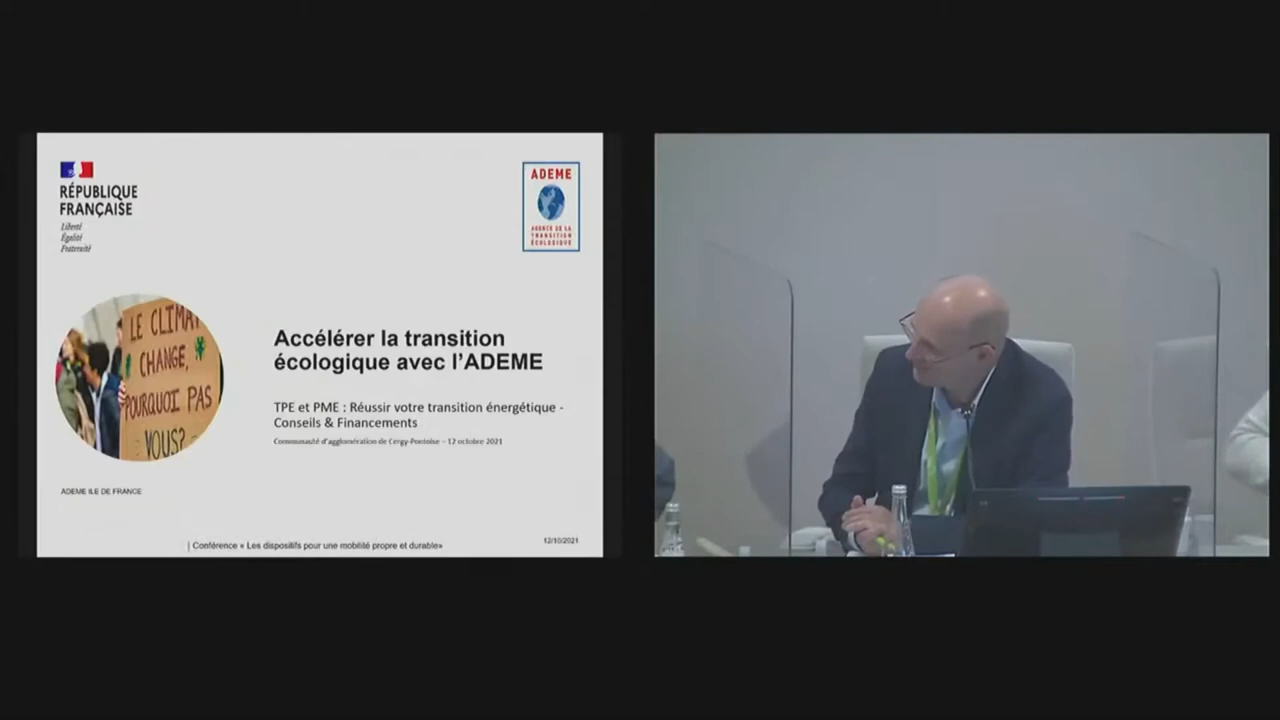 RÉPUBLIQUE
FRANÇAISE
Liberté
Égalité
Fraternité
ADEME
AGENCE DE LA
TRANSITION
ÉCOLOGIQUE
LE CLIMAT
CHANGE,
POURQUOI PAS
VOUS?
Accélérer la transition
écologique avec l'ADEME
TPE et PME : Réussir votre transition énergétique -
Conseils & Financements
Communauté d'agglomération de Cergy-Pontoise – 12 octobre 2021
ADEME ILE DE FRANCE
Conférence « Les dispositifs pour une mobilité propre et durable»
12/10/2021